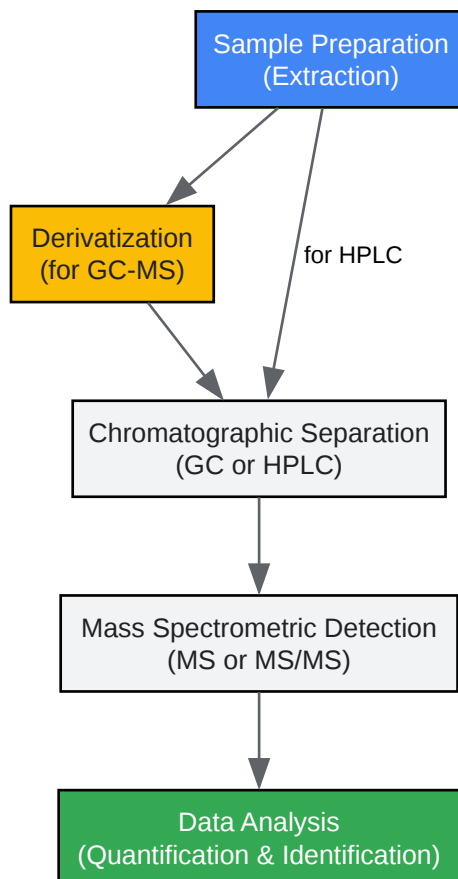 Sample Preparation
(Extraction)
Derivatization
(for GC-MS)
for HPLC
Chromatographic Separation
(GC or HPLC)
Mass Spectrometric Detection
(MS or MS/MS)
Data Analysis
(Quantification & Identification)